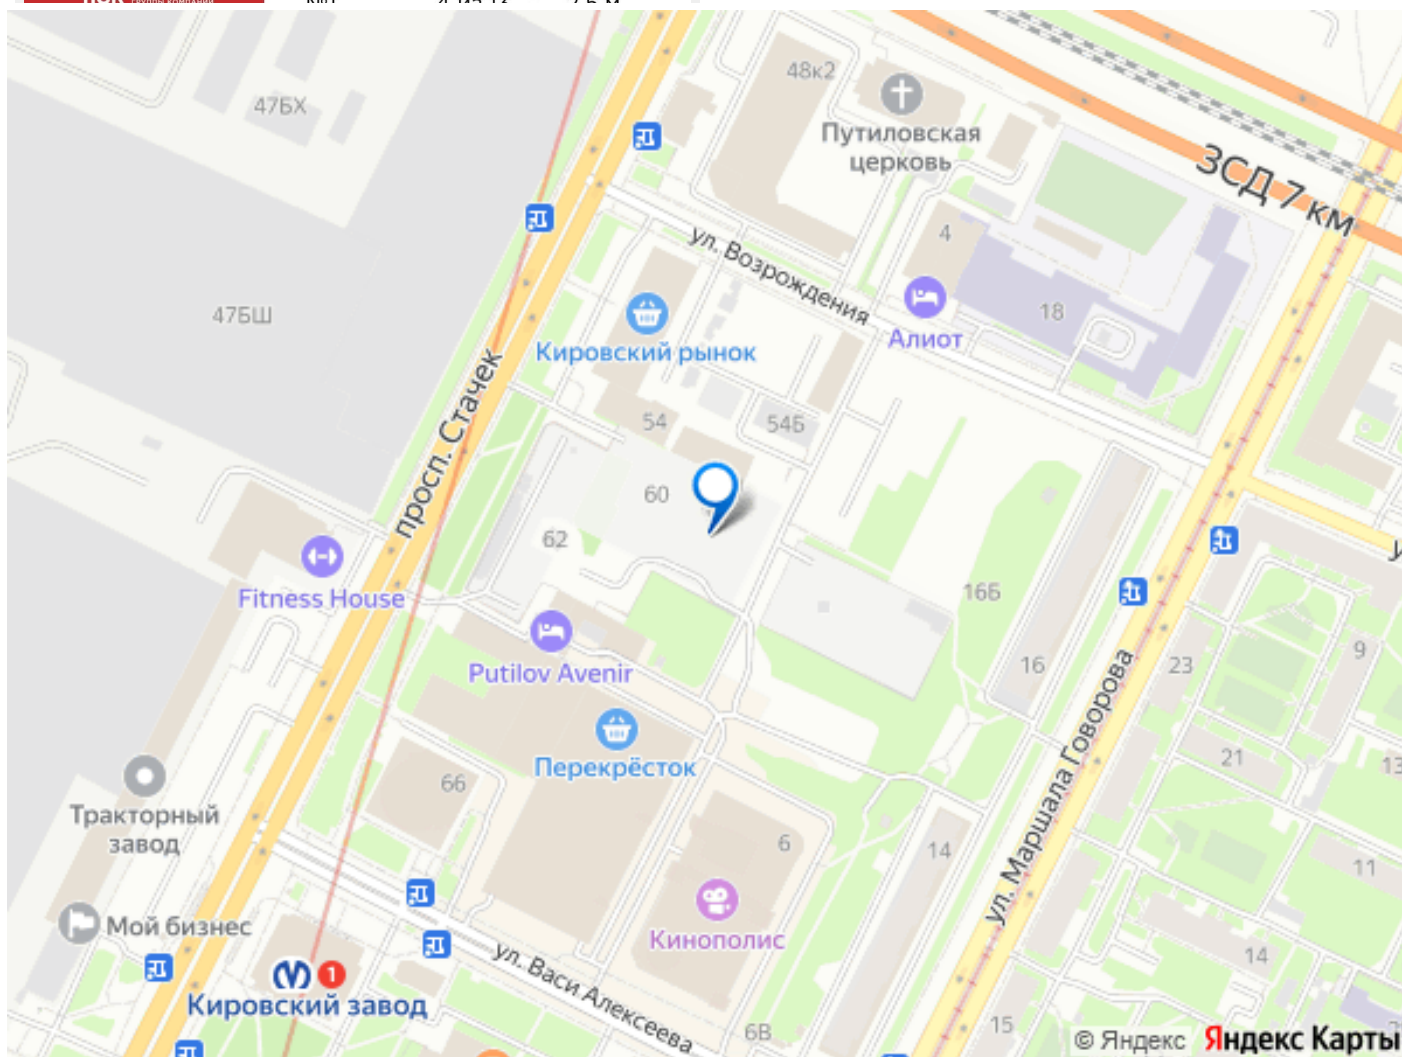 47БХ
48к2
Путиловская
церковь
ЗСД 7 км
4
ул. Возрождения
18
Алиот
47БШ
Кировский рынок
просп. Стачек
54
54Б
60
62
Fitness House
16Б
Putilov Avenir
16
23
9
ул. Маршала Говорова
21
13
Перекрёсток
66
Тракторный
завод
6
14
11
Мой бизнес
Кинополис
1
Кировский завод
ул. Васи Алексеева
14
6В
15
© Яндекс Яндекс Карты